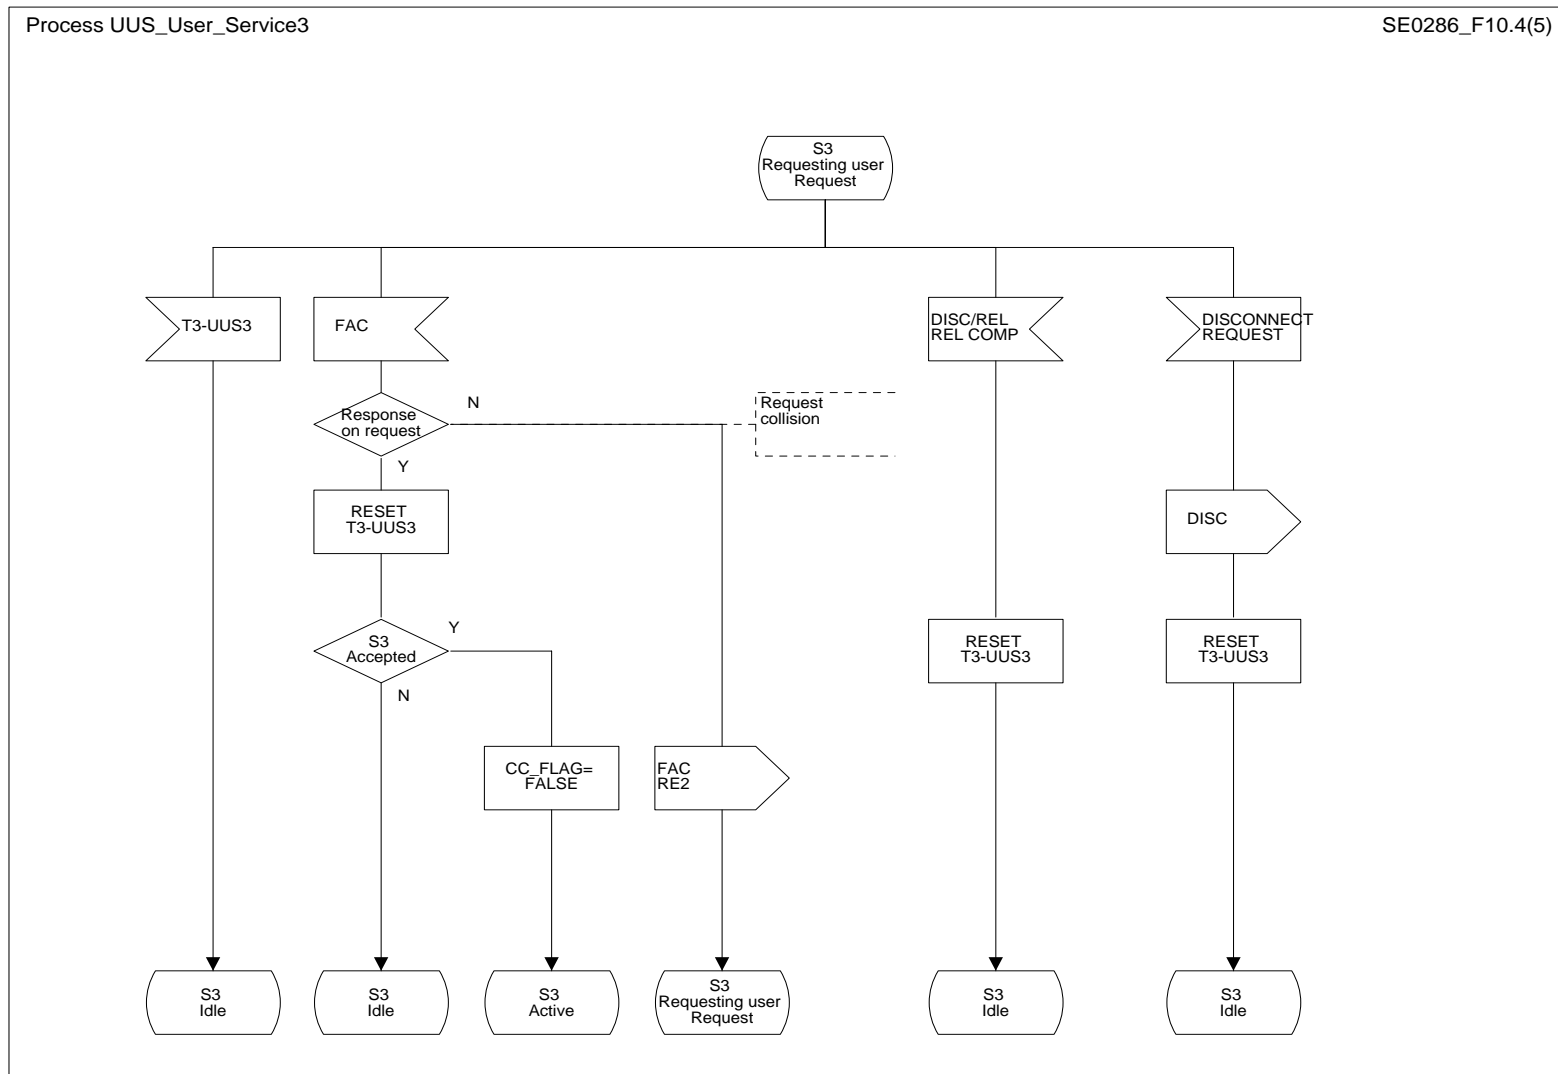 Process UUS_User_Service3
SE0286_F10.4(5)
S3
Requesting user
Request
T3-UUS3
FAC
DISC/REL
REL COMP
DISCONNECT
REQUEST
Response
on request
N
Request
collision
Y
RESET
T3-UUS3
DISC
S3
Accepted
Y
N
RESET
T3-UUS3
RESET
T3-UUS3
CC_FLAG=
FALSE
FAC
RE2
S3
Idle
S3
Idle
S3
Active
S3
Requesting user
Request
S3
Idle
S3
Idle